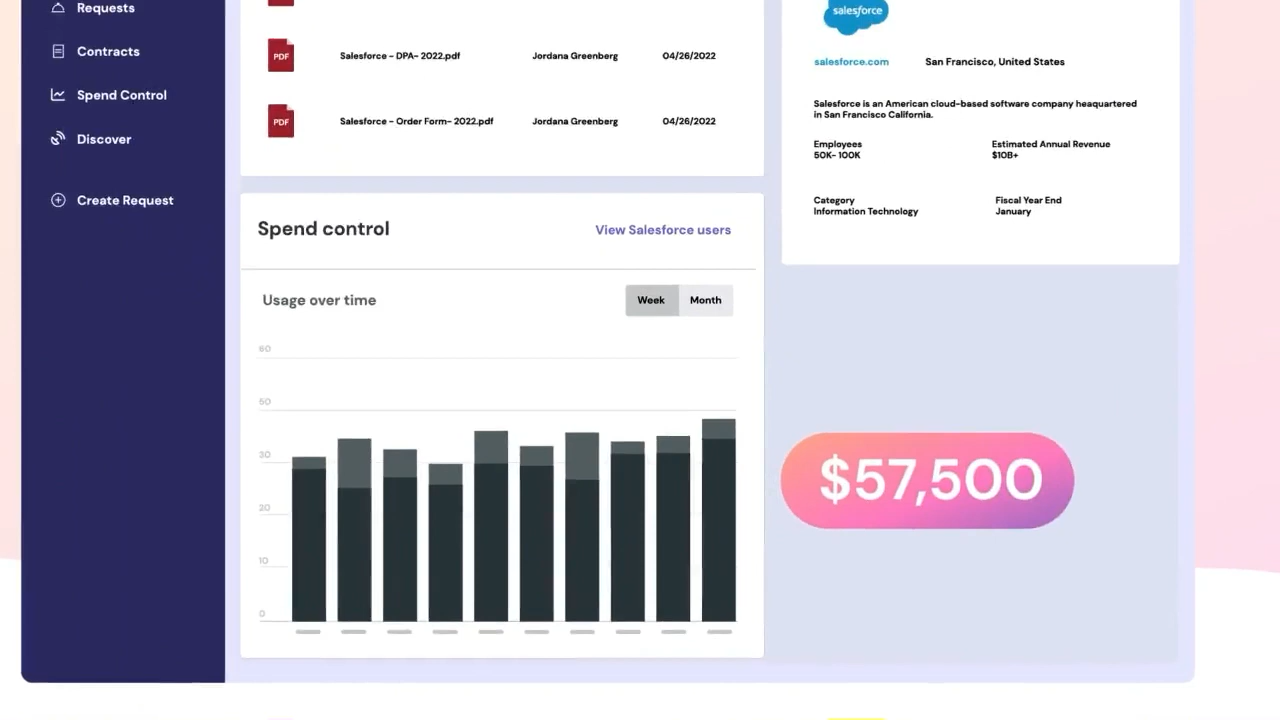 Requests
Contracts
Spend Control
Discover
Create Request
PDF
Salesforce - DPA- 2022.pdf
Jordana Greenberg
04/26/2022
PDF
Salesforce - Order Form- 2022.pdf
Jordana Greenberg
04/26/2022
Spend control
View Salesforce users
Usage over time
Week
Month
60
50
30
20
10
0
salesforce
salesforce.com
San Francisco, United States
Salesforce is an American cloud-based software company heaquartered
in San Francisco California.
Employees
50K- 100K
Estimated Annual Revenue
$10B+
Category
Information Technology
Fiscal Year End
January
$57,500